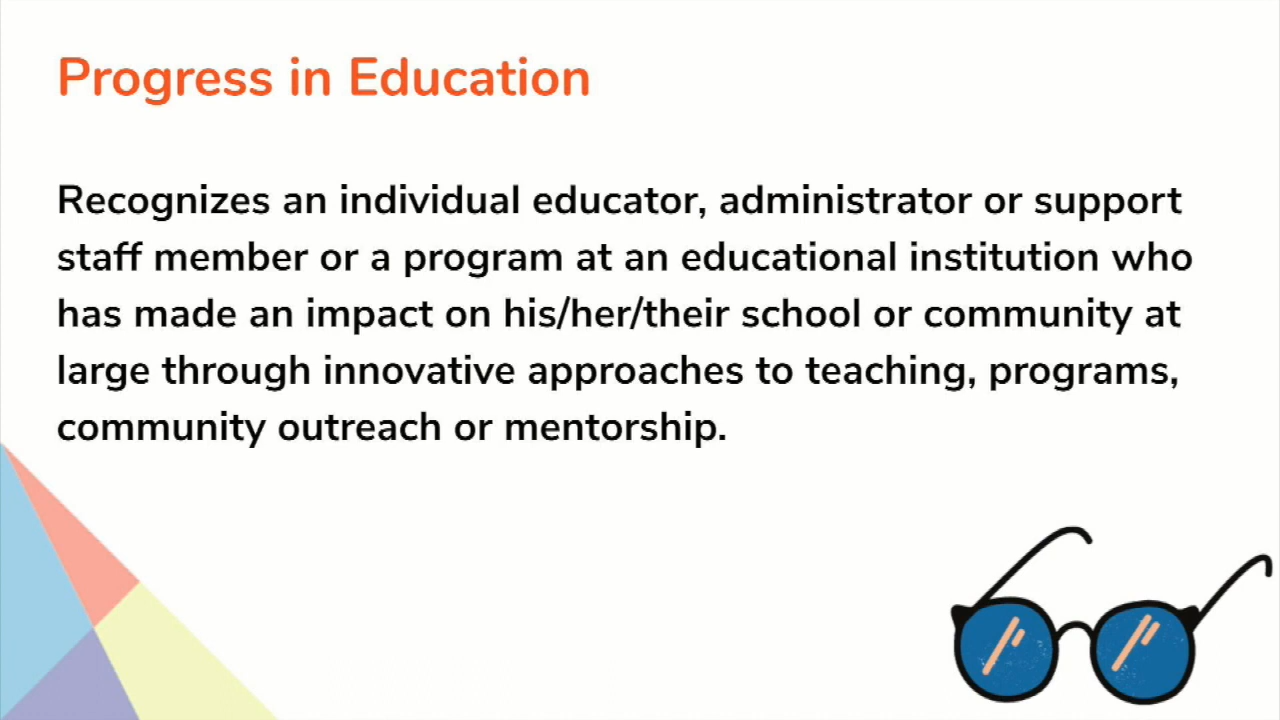 Progress in Education
Recognizes an individual educator, administrator or support
staff member or a program at an educational institution who
has made an impact on his/her/their school or community at
large through innovative approaches to teaching, programs,
community outreach or mentorship.